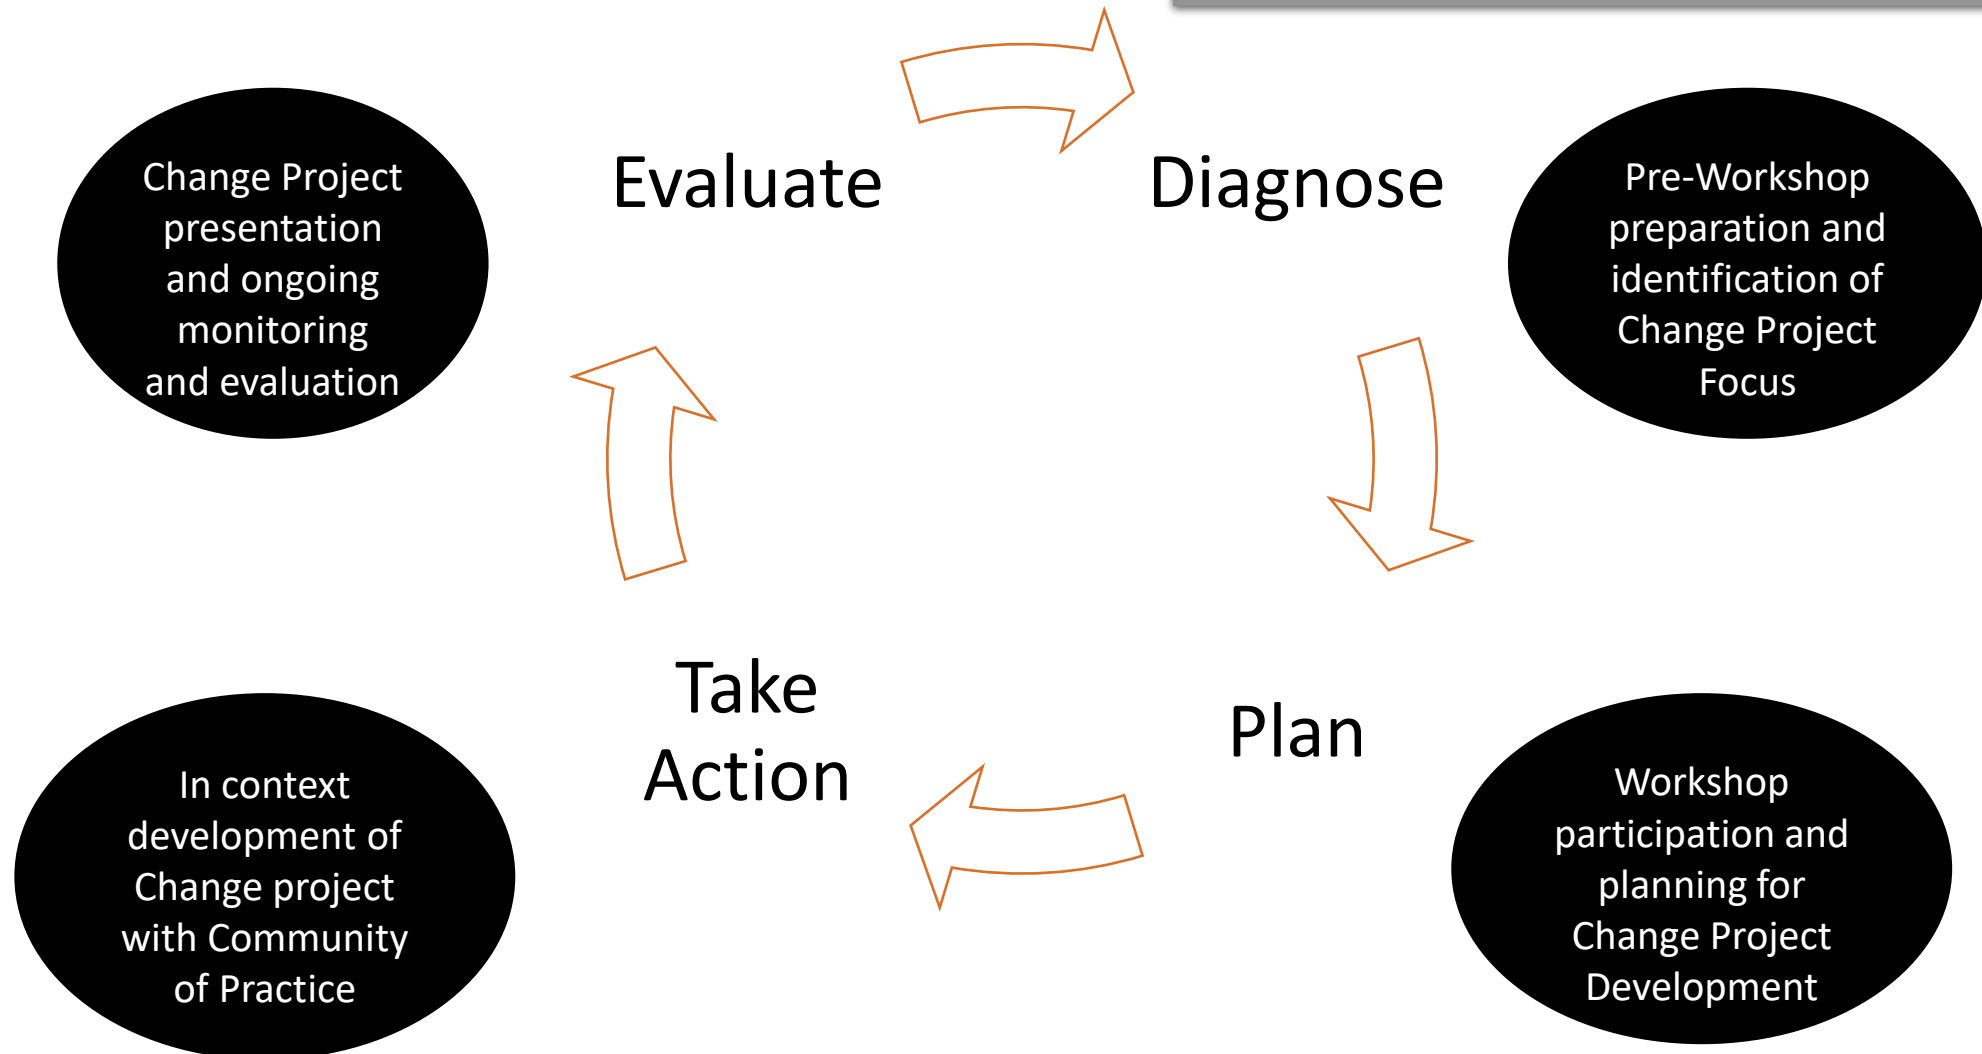 Evaluate
Diagnose
Change Project
presentation
and ongoing
monitoring
and evaluation
Pre-Workshop
preparation and
identification of
Change Project
Focus
Take
Action
Plan
In context
development of
Change project
with Community
of Practice
Workshop
participation and
planning for
Change Project
Development